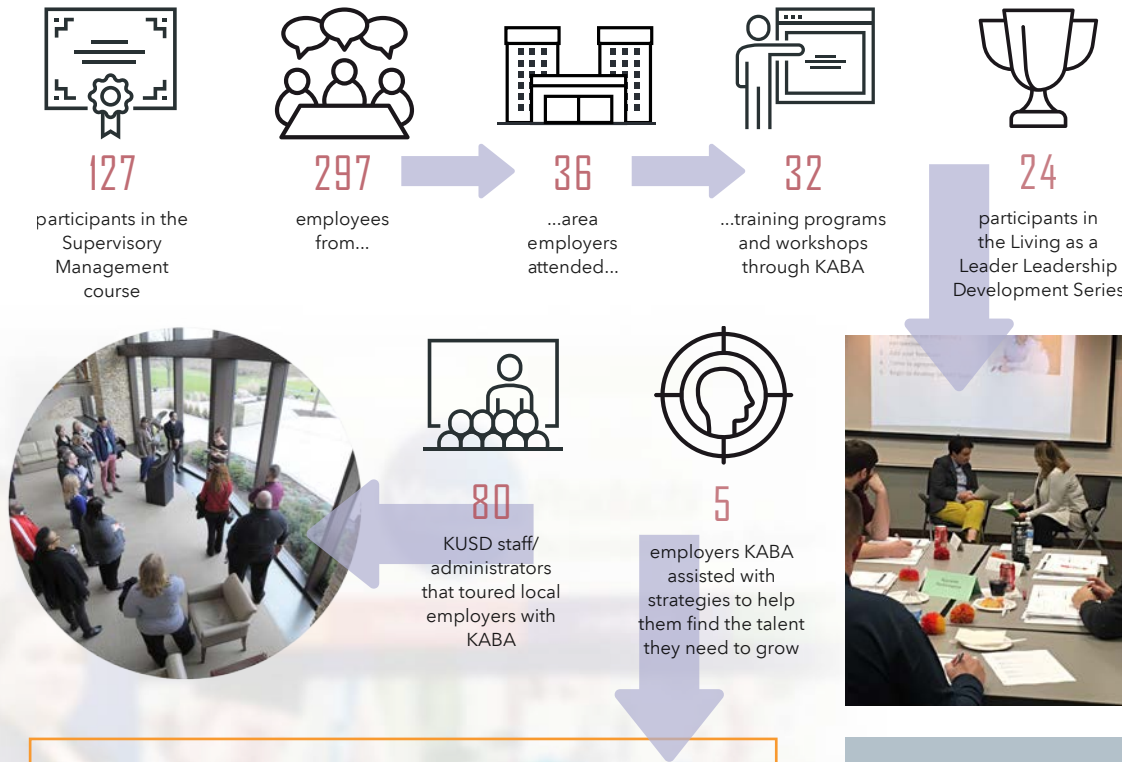 127
participants in the
Supervisory
Management
course
297
employees
from...
36
...area
employers
attended...
32
...training programs
and workshops
through KABA
24
participants in
the Living as a
Leader Leadership
Development Series
80
KUSD staff/
administrators
that toured local
employers with
KABA
5
employers KABA
assisted with
strategies to help
them find the talent
they need to grow